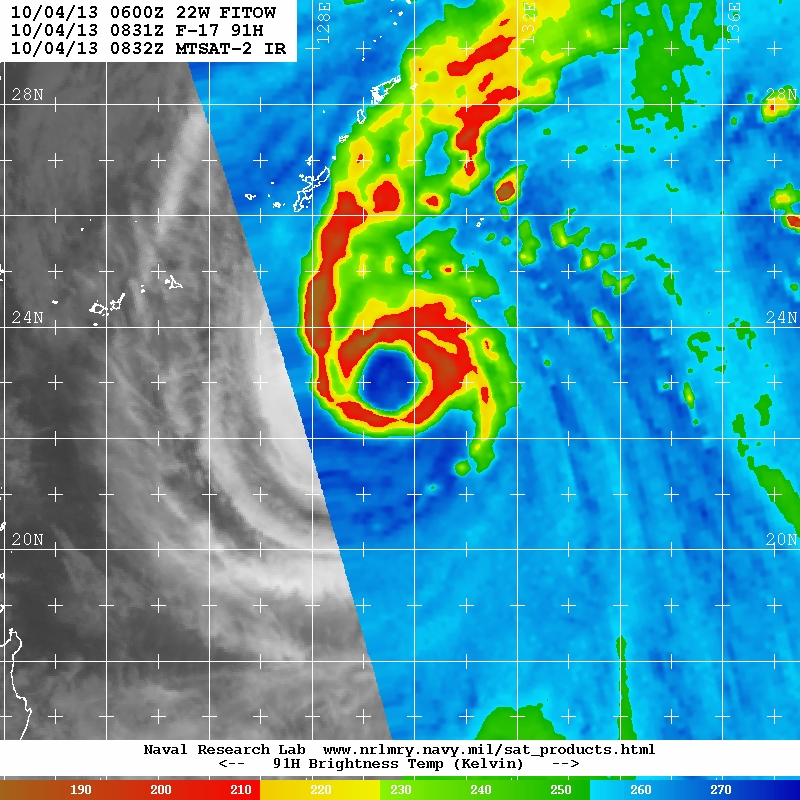 10/04/13 0600Z 22W FITOW
10/04/13 0831Z F-17 91H
10/04/13 0832Z MTSAT-2 IR
128E 132E 136E
28N 28N
24N 24N
20N 20N
Naval Research Lab www.nrlmry.navy.mil/sat_products.html
<-- 91H Brightness Temp (Kelvin) -->
190 200 210 220 230 240 250 260 270